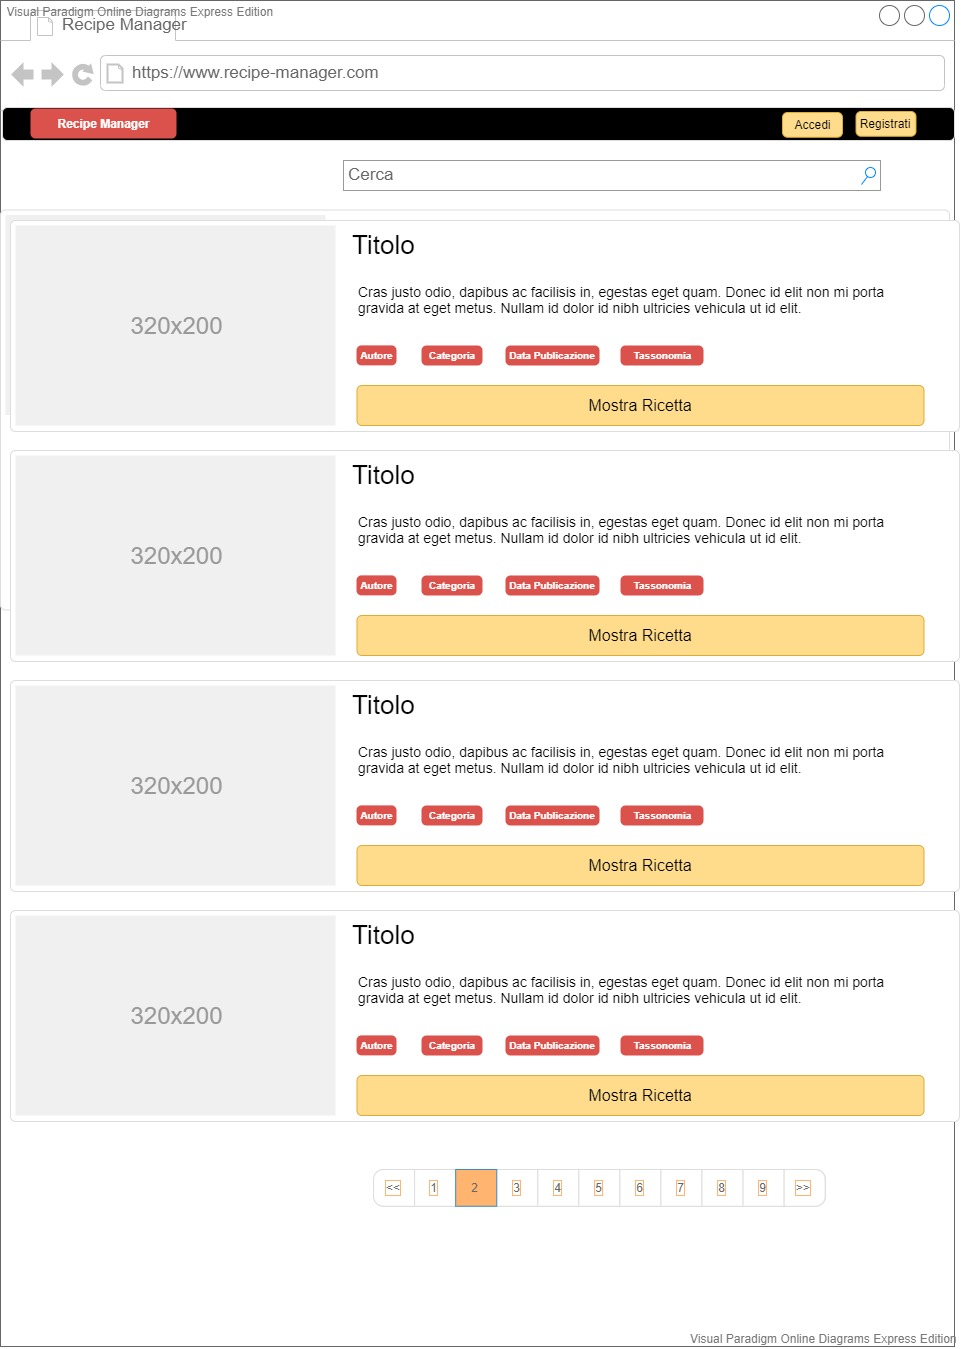 Visual Paradigm Online Diagrams Express Edition
Recipe Manager
https://www.recipe-manager.com
Recipe Manager
Accedi
Registrati
Cerca
320x200
Titolo
Cras justo odio, dapibus ac facilisis in, egestas eget quam. Donec id elit non mi porta
gravida at eget metus. Nullam id dolor id nibh ultricies vehicula ut id elit.
Autore Categoria Data Publicazione Tassonomia
Mostra Ricetta
320x200
Titolo
Cras justo odio, dapibus ac facilisis in, egestas eget quam. Donec id elit non mi porta
gravida at eget metus. Nullam id dolor id nibh ultricies vehicula ut id elit.
Autore Categoria Data Publicazione Tassonomia
Mostra Ricetta
320x200
Titolo
Cras justo odio, dapibus ac facilisis in, egestas eget quam. Donec id elit non mi porta
gravida at eget metus. Nullam id dolor id nibh ultricies vehicula ut id elit.
Autore Categoria Data Publicazione Tassonomia
Mostra Ricetta
320x200
Titolo
Cras justo odio, dapibus ac facilisis in, egestas eget quam. Donec id elit non mi porta
gravida at eget metus. Nullam id dolor id nibh ultricies vehicula ut id elit.
Autore Categoria Data Publicazione Tassonomia
Mostra Ricetta
<< 1 2 3 4 5 6 7 8 9 >>
Visual Paradigm Online Diagrams Express Edition